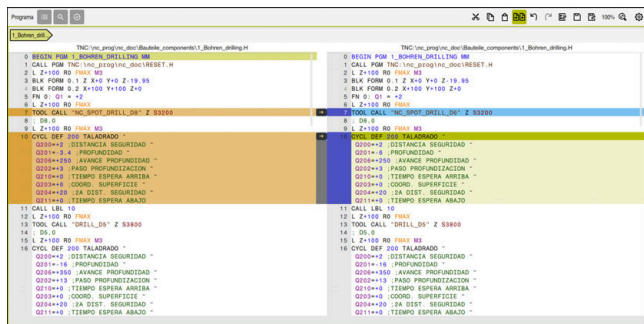 Programa
100%
1_Bohren_drill...
TNC:\nc_prog\nc_doc\Bauteile_components\1_Bohren_drilling.H
0 BEGIN PGM 1_BOHREN_DRILLING MM
1 CALL PGM TNC:\nc_prog\nc_doc\RESET.H
2 L Z+100 R0 FMAX M3
3 BLK FORM 0.1 Z X+0 Y+0 Z-19.95
4 BLK FORM 0.2 X+100 Y+100 Z+0
5 FN 0: Q1 = +2
6 L Z+100 R0 FMAX
7 TOOL CALL "NC_SPOT_DRILL_D8" Z S3200
8 ; D8.0
9 L Z+100 R0 FMAX M3
10 CYCL DEF 200 TALADRADO ~
Q200=+2 ;DISTANCIA SEGURIDAD ~
Q201=-3.4 ;PROFUNDIDAD ~
Q206=+250 ;AVANCE PROFUNDIDAD ~
Q202=+3 ;PASO PROFUNDIZACION ~
Q210=+0 ;TIEMPO ESPERA ARRIBA ~
Q203=+0 ;COORD. SUPERFICIE ~
Q204=+20 ;2A DIST. SEGURIDAD ~
Q211=+0 ;TIEMPO ESPERA ABAJO
11 CALL LBL 10
12 L Z+100 R0 FMAX
13 TOOL CALL "DRILL_D5" Z S3800
14 ; D5.0
15 L Z+100 R0 FMAX M3
16 CYCL DEF 200 TALADRADO ~
Q200=+2 ;DISTANCIA SEGURIDAD ~
Q201=-16 ;PROFUNDIDAD ~
Q206=+350 ;AVANCE PROFUNDIDAD ~
Q202=+13 ;PASO PROFUNDIZACION ~
Q210=+0 ;TIEMPO ESPERA ARRIBA ~
Q203=+0 ;COORD. SUPERFICIE ~
Q204=+20 ;2A DIST. SEGURIDAD ~
Q211=+0 ;TIEMPO ESPERA ABAJO ~
TNC:\nc_prog\nc_doc\Bauteile_components\1_Bohren_drilling.H
0 BEGIN PGM 1_BOHREN_DRILLING MM
1 CALL PGM TNC:\nc_prog\nc_doc\RESET.H
2 L Z+100 R0 FMAX M3
3 BLK FORM 0.1 Z X+0 Y+0 Z-19.95
4 BLK FORM 0.2 X+100 Y+100 Z+0
5 FN 0: Q1 = +2
6 L Z+100 R0 FMAX
7 TOOL CALL "NC_SPOT_DRILL_D6" Z S3200
8 ; D8.0
9 L Z+100 R0 FMAX M3
10 CYCL DEF 200 TALADRADO ~
Q200=+2 ;DISTANCIA SEGURIDAD ~
Q201=-6 ;PROFUNDIDAD ~
Q206=+250 ;AVANCE PROFUNDIDAD ~
Q202=+3 ;PASO PROFUNDIZACION ~
Q210=+0 ;TIEMPO ESPERA ARRIBA ~
Q203=+0 ;COORD. SUPERFICIE ~
Q204=+20 ;2A DIST. SEGURIDAD ~
Q211=+0 ;TIEMPO ESPERA ABAJO
11 CALL LBL 10
12 L Z+100 R0 FMAX
13 TOOL CALL "DRILL_D5" Z S3800
14 ; D5.0
15 L Z+100 R0 FMAX M3
16 CYCL DEF 200 TALADRADO ~
Q200=+2 ;DISTANCIA SEGURIDAD ~
Q201=-16 ;PROFUNDIDAD ~
Q206=+350 ;AVANCE PROFUNDIDAD ~
Q202=+13 ;PASO PROFUNDIZACION ~
Q210=+0 ;TIEMPO ESPERA ARRIBA ~
Q203=+0 ;COORD. SUPERFICIE ~
Q204=+20 ;2A DIST. SEGURIDAD ~
Q211=+0 ;TIEMPO ESPERA ABAJO ~